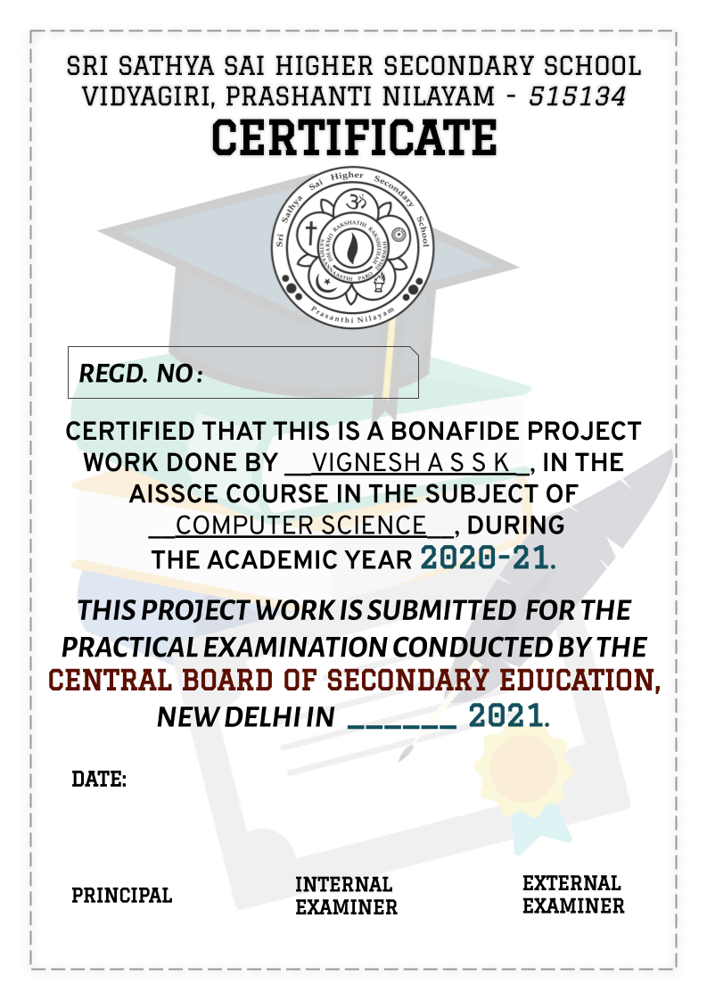 SRI SATHYA SAI HIGHER SECONDARY SCHOOL
VIDYAGIRI, PRASHANTI NILAYAM - 515134
CERTIFICATE
Sri Sathya Sai Higher Secondary School
ॐ
DHARMO RAKSHATHI RAKSHITHAH
SATHYANNAASTHI PARO
Prasanthi Nilayam
REGD. NO:
CERTIFIED THAT THIS IS A BONAFIDE PROJECT
WORK DONE BY __VIGNESH A S S K_, IN THE
AISSCE COURSE IN THE SUBJECT OF
__COMPUTER SCIENCE__, DURING
THE ACADEMIC YEAR 2020-21.
THIS PROJECT WORK IS SUBMITTED FOR THE
PRACTICAL EXAMINATION CONDUCTED BY THE
CENTRAL BOARD OF SECONDARY EDUCATION,
NEW DELHI IN ______ 2021.
DATE:
PRINCIPAL
INTERNAL
EXAMINER
EXTERNAL
EXAMINER